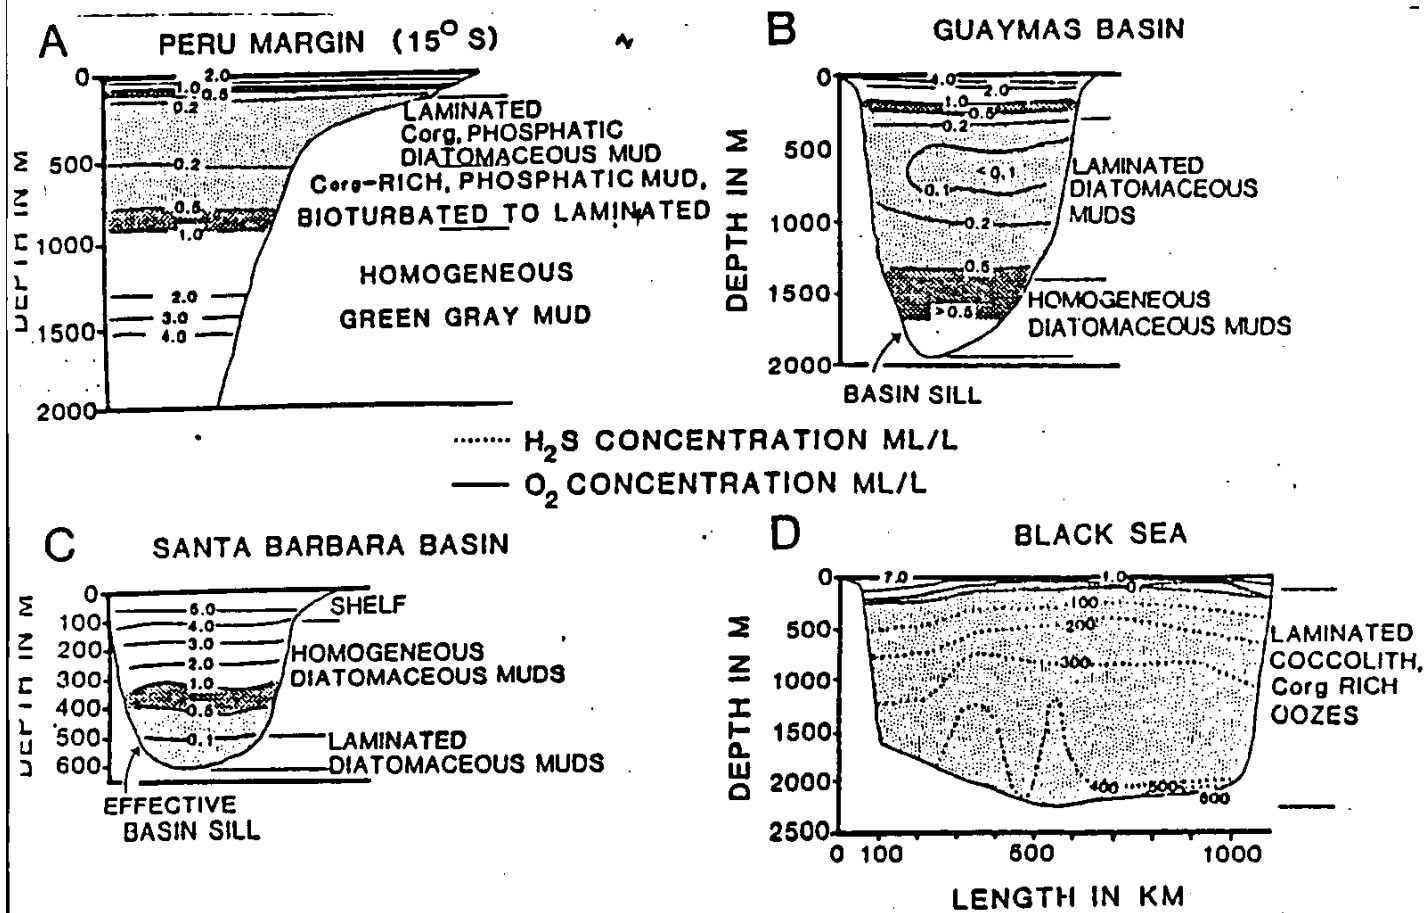 A
PERU MARGIN (15° S)
0
500
1000
1500
2000
DEPTH IN M
2.0
1.0
0.5
0.2
0.2
0.5
1.0
2.0
3.0
4.0
LAMINATED
Corg, PHOSPHATIC
DIATOMACEOUS MUD
Corg-RICH, PHOSPHATIC MUD,
BIOTURBATED TO LAMINATED
HOMOGENEOUS
GREEN GRAY MUD
B
GUAYMAS BASIN
0
500
1000
1500
2000
DEPTH IN M
4.0
2.0
1.0
0.5
0.2
<0.1
0.1
0.2
0.5
>0.5
LAMINATED
DIATOMACEOUS
MUDS
HOMOGENEOUS
DIATOMACEOUS MUDS
BASIN SILL
H₂S CONCENTRATION ML/L
O₂ CONCENTRATION ML/L
C
SANTA BARBARA BASIN
0
100
200
300
400
500
600
DEPTH IN M
5.0
4.0
3.0
2.0
1.0
0.5
0.1
SHELF
HOMOGENEOUS
DIATOMACEOUS MUDS
LAMINATED
DIATOMACEOUS MUDS
EFFECTIVE
BASIN SILL
D
BLACK SEA
0
500
1000
1500
2000
2500
DEPTH IN M
7.0
1.0
0
100
200
300
400
500
600
LAMINATED
COCCOLITH,
Corg RICH
OOZES
0 100 500 1000
LENGTH IN KM